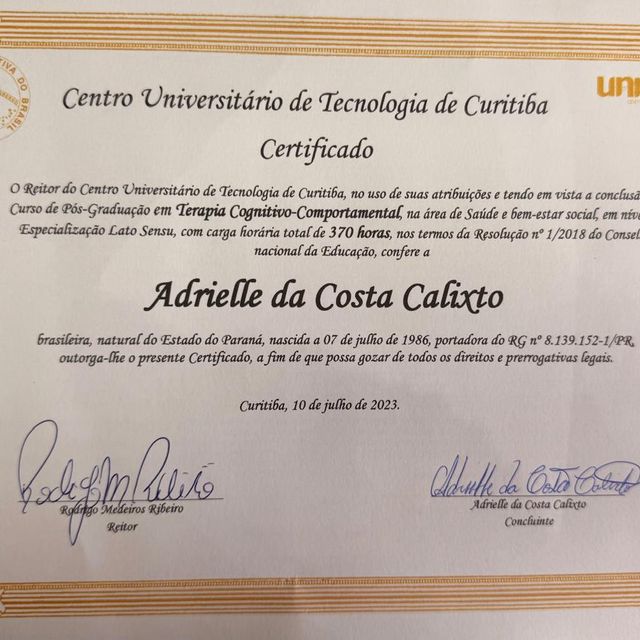 Centro Universitário de Tecnologia de Curitiba
Certificado
O Reitor do Centro Universitário de Tecnologia de Curitiba, no uso de suas atribuições e tendo em vista a conclusã
Curso de Pós-Graduação em Terapia Cognitivo-Comportamental, na área de Saúde e bem-estar social, em níve
Especialização Lato Sensu, com carga horária total de 370 horas, nos termos da Resolução nº 1/2018 do Consel
nacional da Educação, confere a
Adrielle da Costa Calixto
brasileira, natural do Estado do Paraná, nascida a 07 de julho de 1986, portadora do RG nº 8.139.152-1/PR,
outorga-lhe o presente Certificado, a fim de que possa gozar de todos os direitos e prerrogativas legais.
Curitiba, 10 de julho de 2023.
Adrielle da Costa Calixto
Rodrigo Medeiros Ribeiro
Reitor
Adrielle da Costa Calixto
Concluinte
DO BRASIL